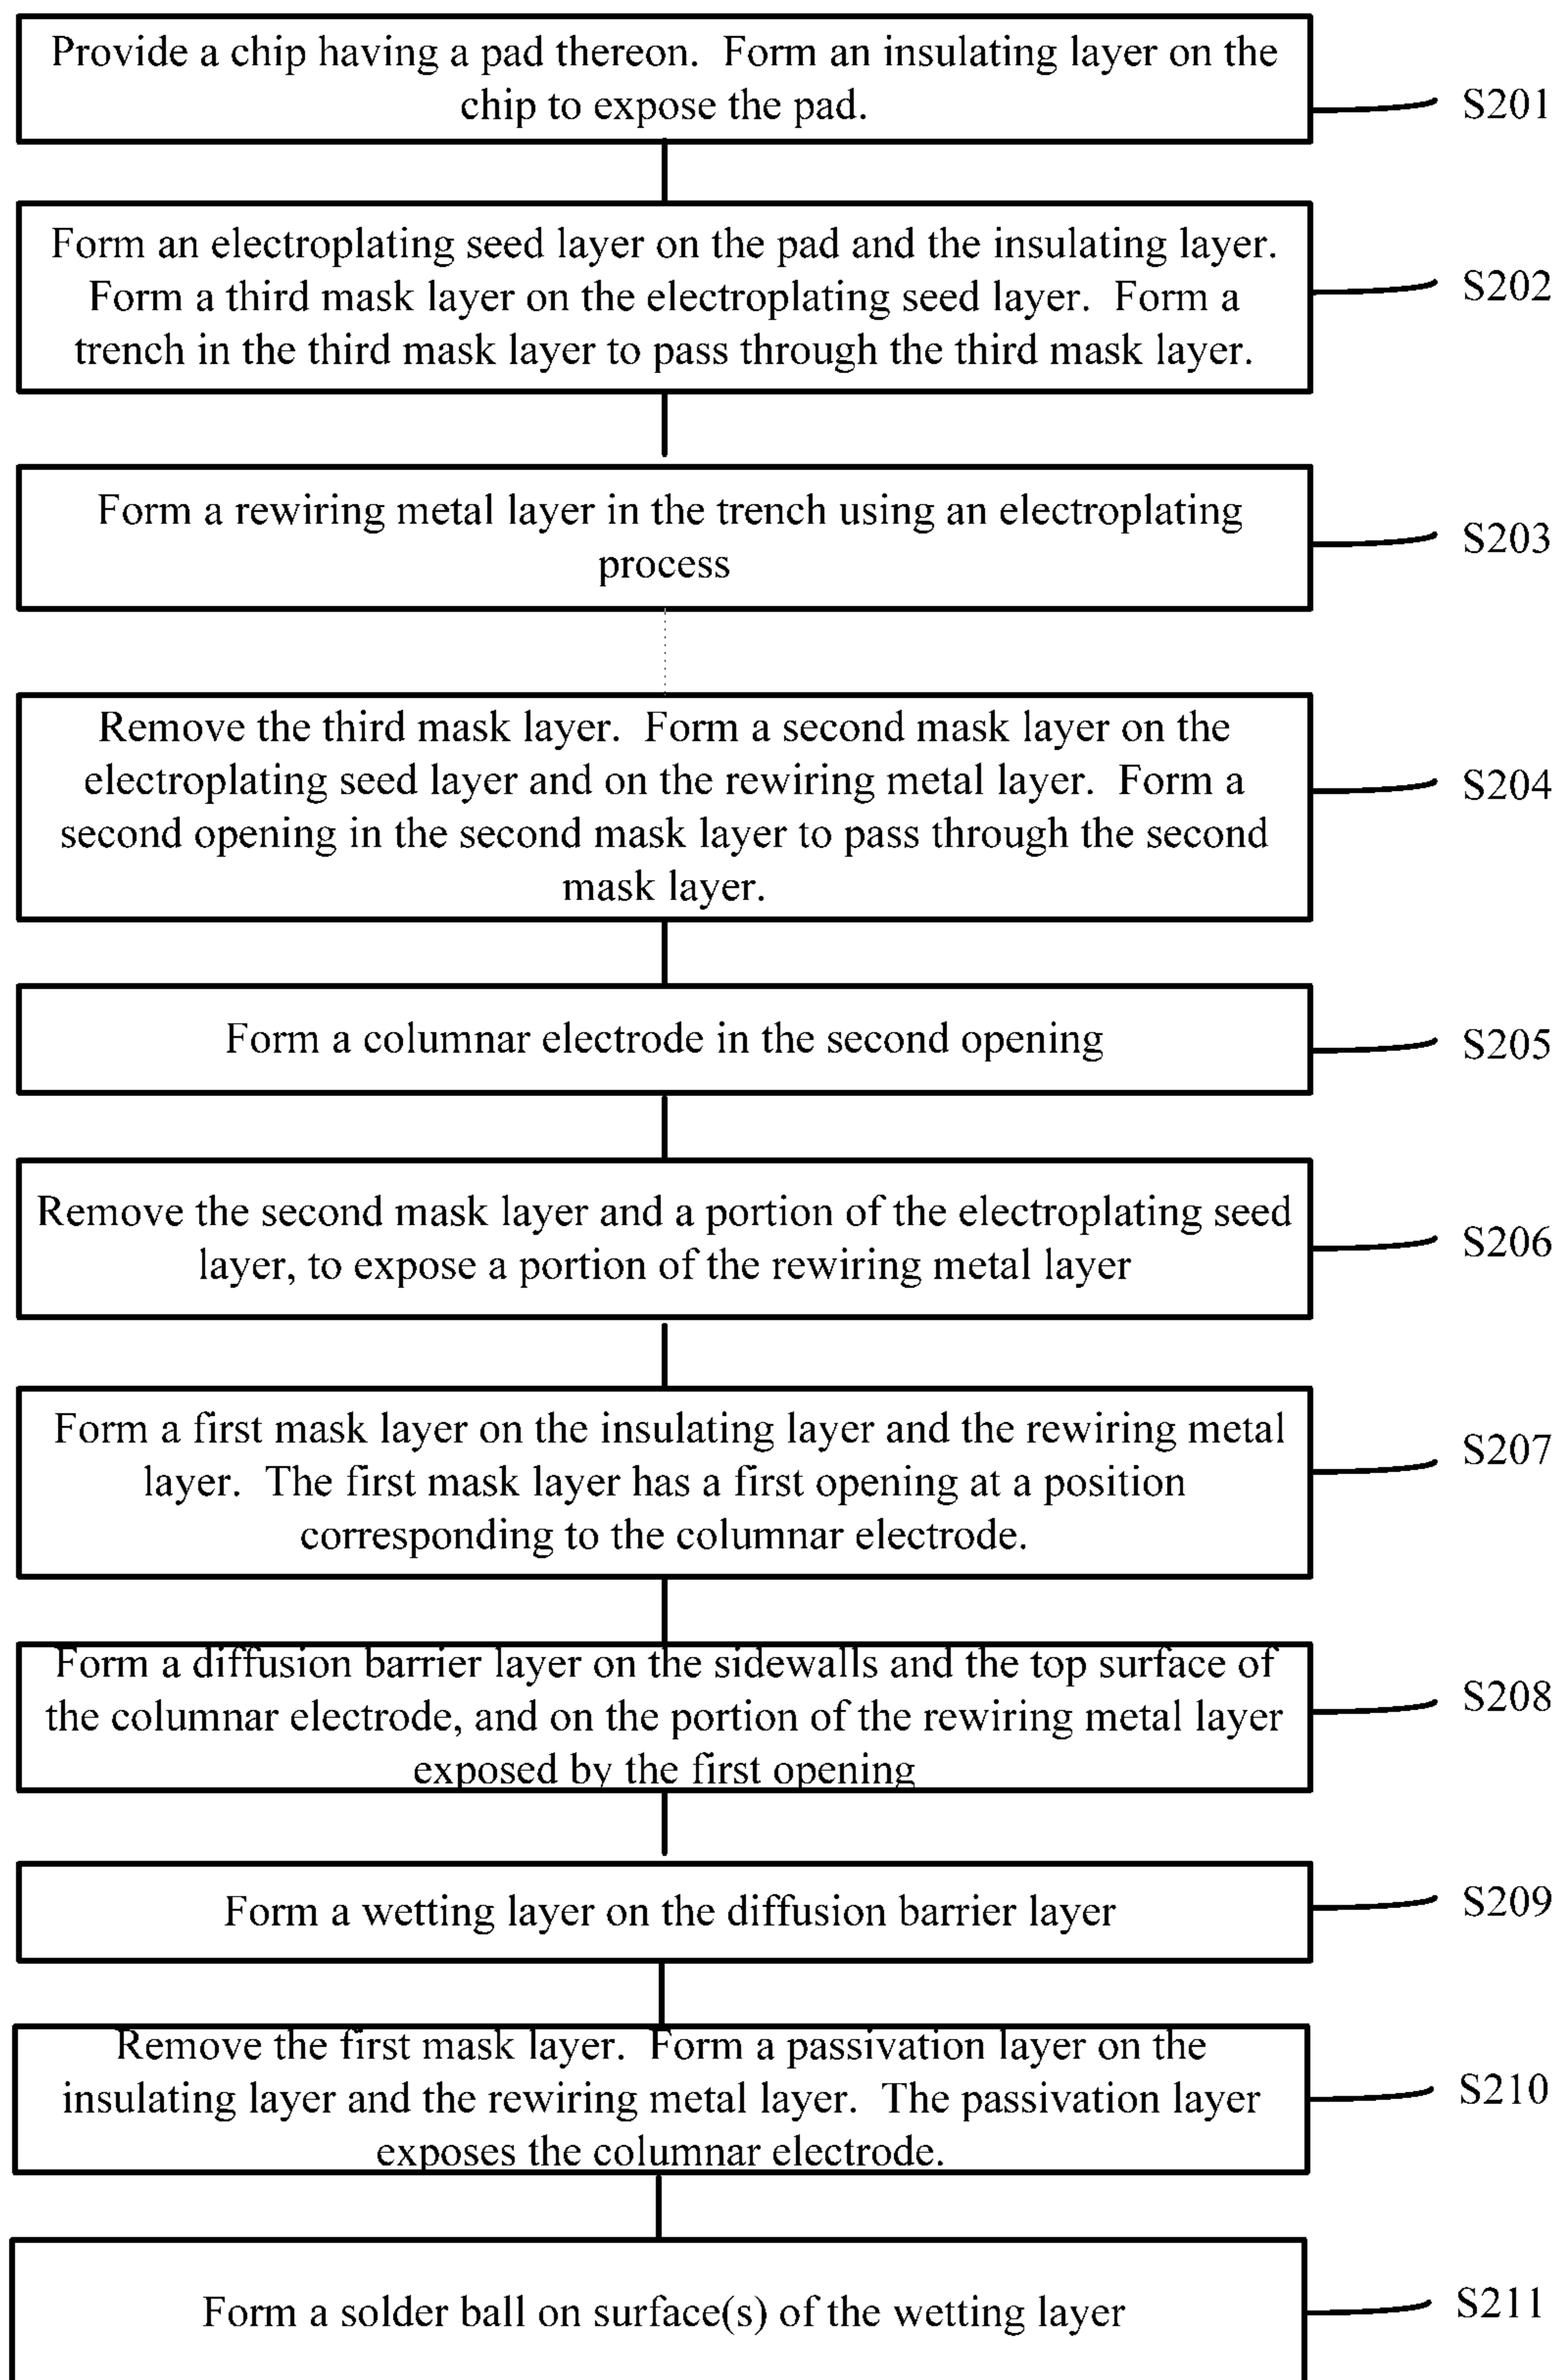 Provide a chip having a pad thereon.  Form an insulating layer on the
chip to expose the pad.
S201
Form an electroplating seed layer on the pad and the insulating layer.
Form a third mask layer on the electroplating seed layer.  Form a
trench in the third mask layer to pass through the third mask layer.
S202
Form a rewiring metal layer in the trench using an electroplating
process
S203
Remove the third mask layer.  Form a second mask layer on the
electroplating seed layer and on the rewiring metal layer.  Form a
second opening in the second mask layer to pass through the second
mask layer.
S204
Form a columnar electrode in the second opening
S205
Remove the second mask layer and a portion of the electroplating seed
layer, to expose a portion of the rewiring metal layer
S206
Form a first mask layer on the insulating layer and the rewiring metal
layer.  The first mask layer has a first opening at a position
corresponding to the columnar electrode.
S207
Form a diffusion barrier layer on the sidewalls and the top surface of
the columnar electrode, and on the portion of the rewiring metal layer
exposed by the first opening
S208
Form a wetting layer on the diffusion barrier layer
S209
Remove the first mask layer.  Form a passivation layer on the
insulating layer and the rewiring metal layer.  The passivation layer
exposes the columnar electrode.
S210
Form a solder ball on surface(s) of the wetting layer
S211